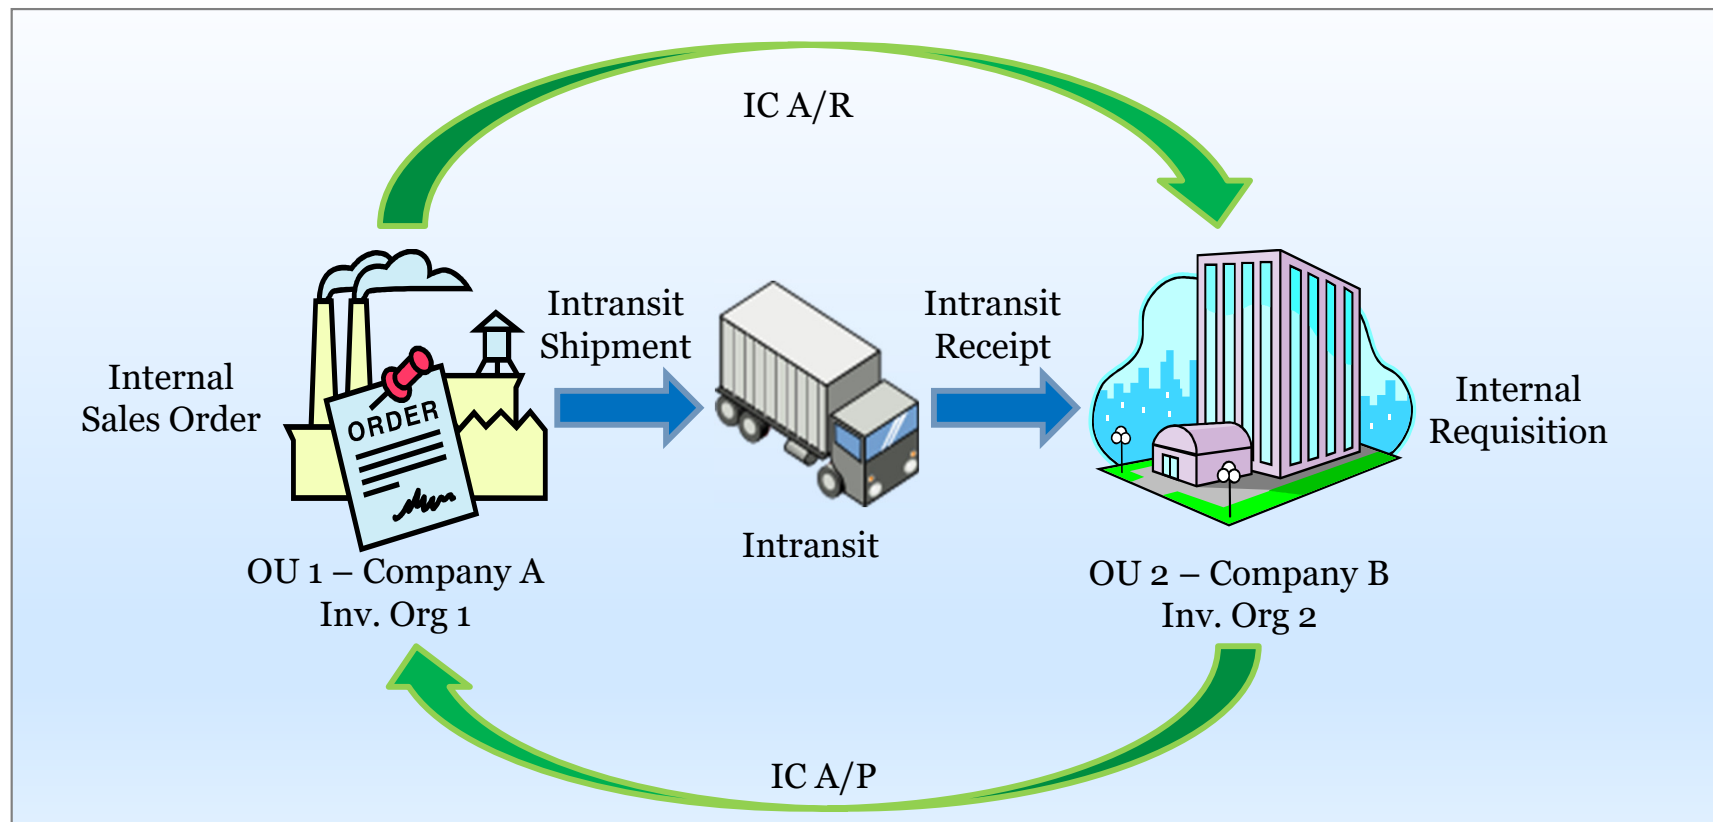 IC A/R
Intransit
Shipment
Intransit
Receipt
Internal
Sales Order
ORDER
Internal
Requisition
Intransit
OU 1 – Company A
Inv. Org 1
OU 2 – Company B
Inv. Org 2
IC A/P